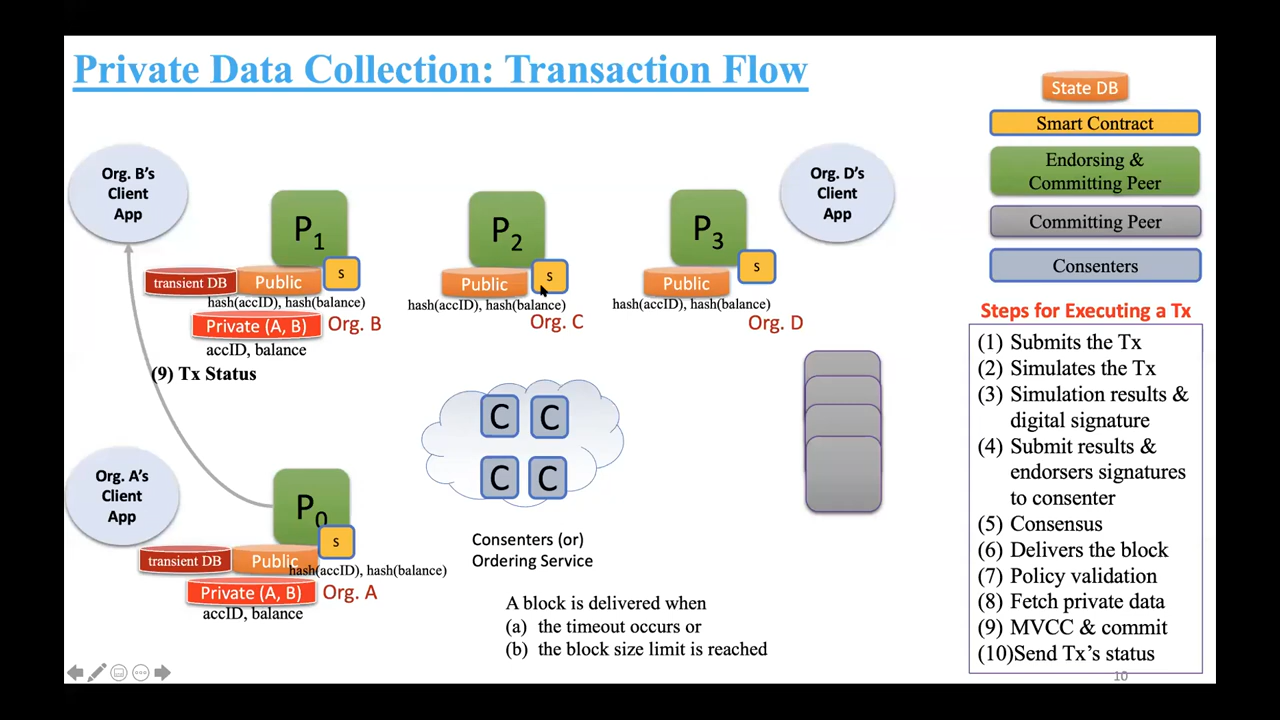 Private Data Collection: Transaction Flow
State DB
Smart Contract
Endorsing &
Committing Peer
Committing Peer
Consenters
Org. B's
Client
App
P1
S
transient DB
Public
hash(accID), hash(balance)
Private (A, B)
Org. B
accID, balance
(9) Tx Status
P2
S
Public
hash(accID), hash(balance)
Org. C
P3
S
Public
hash(accID), hash(balance)
Org. D
Org. D's
Client
App
Org. A's
Client
App
P0
S
transient DB
Public
hash(accID), hash(balance)
Private (A, B)
Org. A
accID, balance
C C
C C
Consenters (or)
Ordering Service
A block is delivered when
(a) the timeout occurs or
(b) the block size limit is reached
Steps for Executing a Tx
(1) Submits the Tx
(2) Simulates the Tx
(3) Simulation results &
digital signature
(4) Submit results &
endorsers signatures
to consenter
(5) Consensus
(6) Delivers the block
(7) Policy validation
(8) Fetch private data
(9) MVCC & commit
(10)Send Tx's status
10